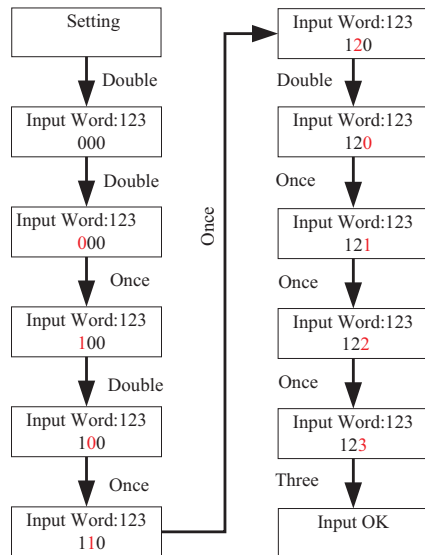 Setting
Double
Input Word:123
000
Double
Input Word:123
000
Once
Input Word:123
100
Double
Input Word:123
100
Once
Input Word:123
110
Once
Input Word:123
120
Double
Input Word:123
120
Once
Input Word:123
121
Once
Input Word:123
122
Once
Input Word:123
123
Three
Input OK